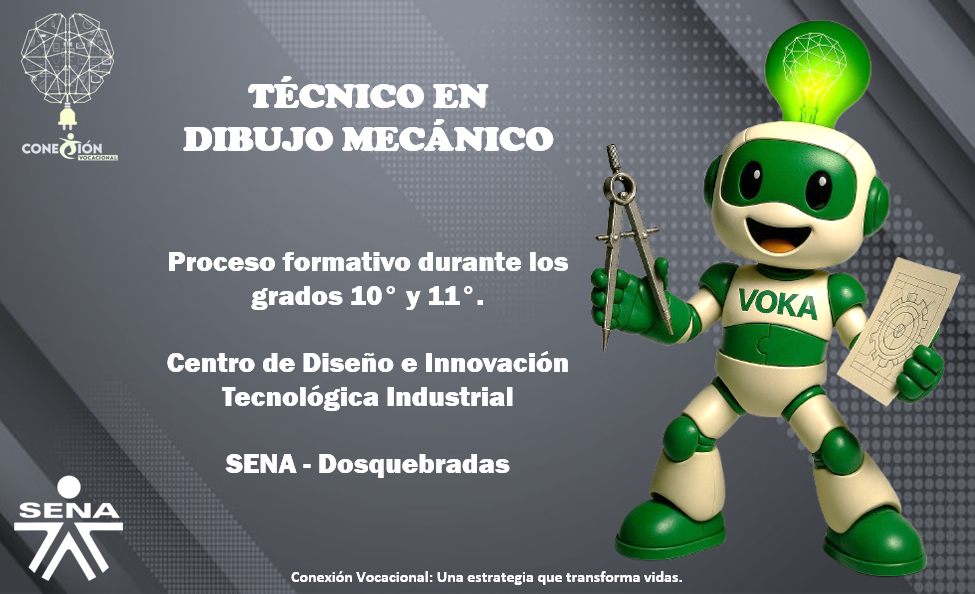 CONEXIÓN
VOCACIONAL
TÉCNICO EN
DIBUJO MECÁNICO
Proceso formativo durante los
grados 10° y 11°.
Centro de Diseño e Innovación
Tecnológica Industrial
SENA - Dosquebradas
VOKA
SENA
Conexión Vocacional: Una estrategia que transforma vidas.